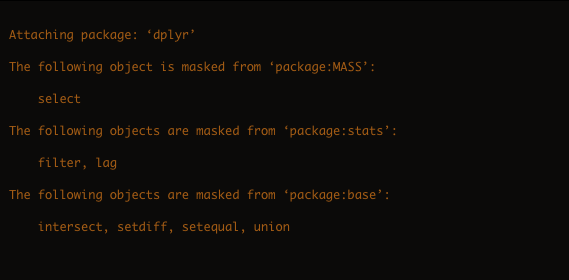 Attaching package: ‘dplyr’
The following object is masked from ‘package:MASS’:
select
The following objects are masked from ‘package:stats’:
filter, lag
The following objects are masked from ‘package:base’:
intersect, setdiff, setequal, union